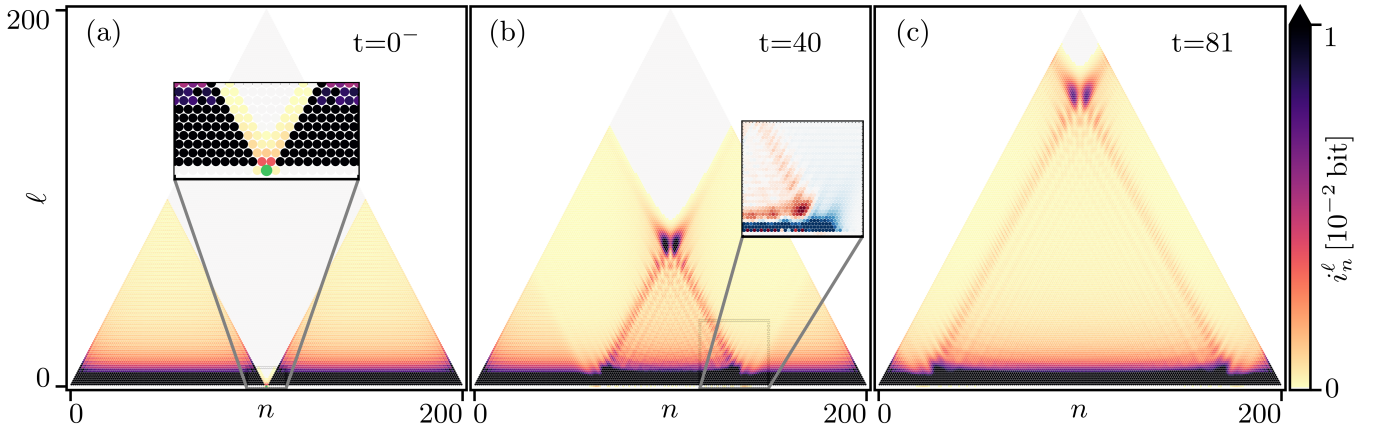 (a) t=0⁻
(b) t=40
(c) t=81
200
ℓ
0
0 n 200
0 n 200
0 n 200
1
i_n^ℓ [10⁻² bit]
0